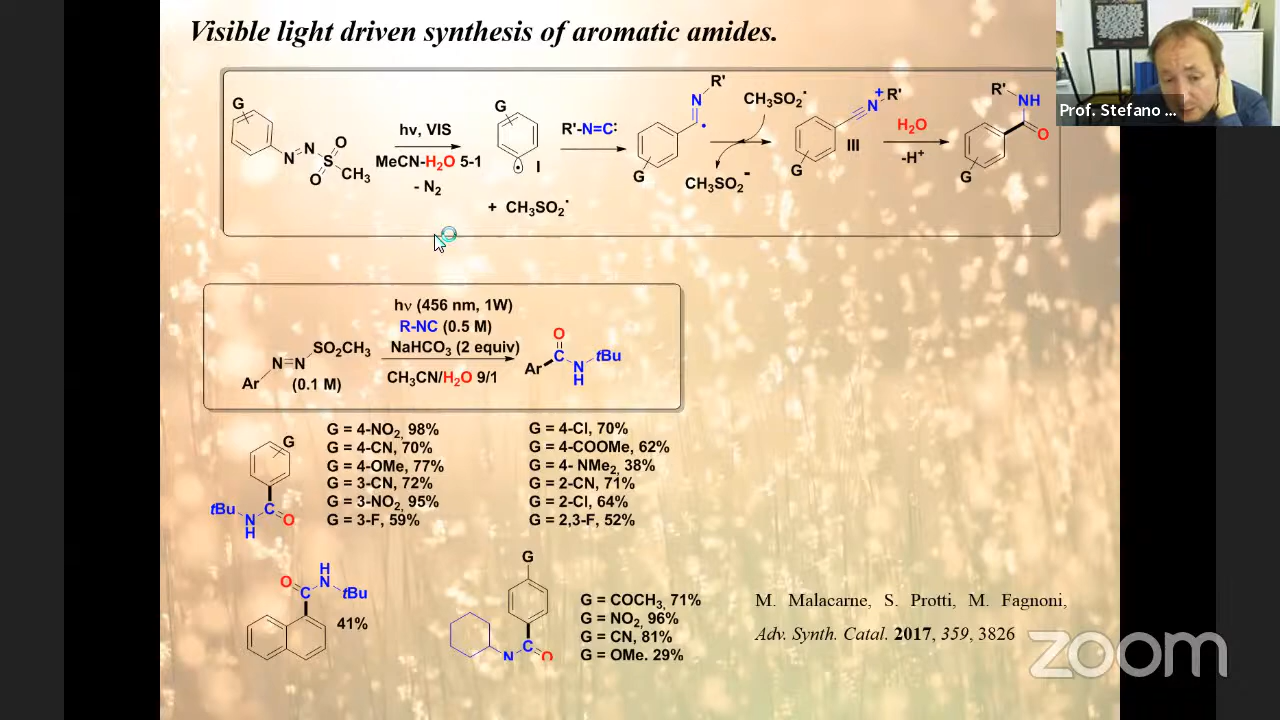 Visible light driven synthesis of aromatic amides.
Prof. Stefano ...
G
N=N
S
O
O
CH3
hν, VIS
MeCN-H2O 5-1
- N2
G
I
+ CH3SO2•
R'-N=C:
R'
N
C
G
CH3SO2•
CH3SO2-
C≡N+
R'
III
G
H2O
-H+
R'
NH
C
O
G
hν (456 nm, 1W)
R-NC (0.5 M)
NaHCO3 (2 equiv)
CH3CN/H2O 9/1
SO2CH3
N=N
Ar
(0.1 M)
O
C
Ar
N
H
tBu
G
tBu
N
H
C
O
G = 4-NO2, 98%
G = 4-CN, 70%
G = 4-OMe, 77%
G = 3-CN, 72%
G = 3-NO2, 95%
G = 3-F, 59%
G = 4-Cl, 70%
G = 4-COOMe, 62%
G = 4- NMe2, 38%
G = 2-CN, 71%
G = 2-Cl, 64%
G = 2,3-F, 52%
O
C
H
N
tBu
41%
G
N
C
O
G = COCH3, 71%
G = NO2, 96%
G = CN, 81%
G = OMe, 29%
M. Malacarne, S. Protti, M. Fagnoni,
Adv. Synth. Catal. 2017, 359, 3826
zoom